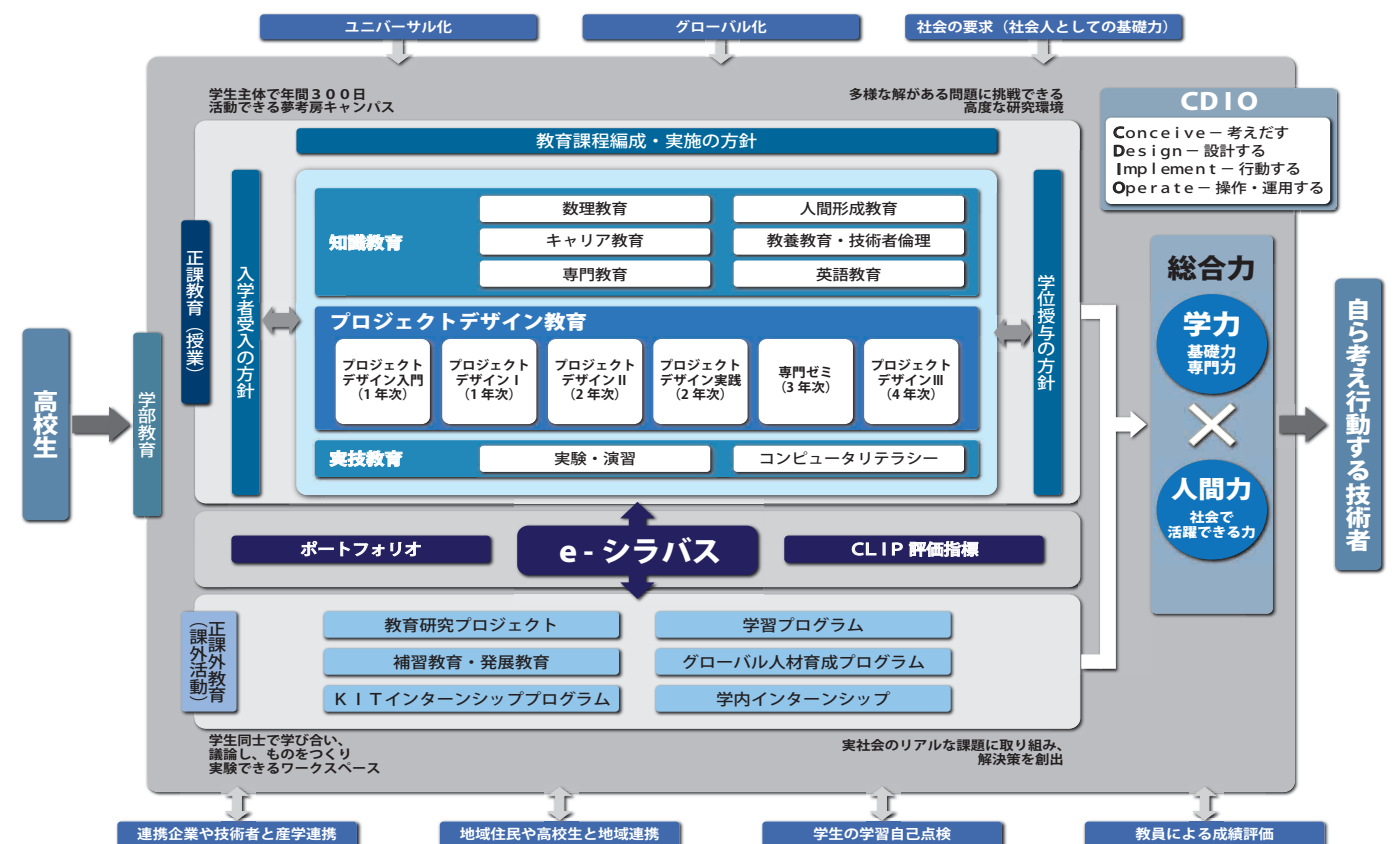 ユニバーサル化
グローバル化
社会の要求（社会人としての基礎力）
学生主体で年間３００日
活動できる夢考房キャンパス
多様な解がある問題に挑戦できる
高度な研究環境
CDIO
Conceive－考えだす
Design－設計する
Implement－行動する
Operate－操作・運用する
教育課程編成・実施の方針
高校生
学部教育
正課教育（授業）
入学者受入の方針
知識教育
数理教育
人間形成教育
キャリア教育
教養教育・技術者倫理
専門教育
英語教育
プロジェクトデザイン教育
プロジェクト
デザイン入門
（1 年次）
プロジェクト
デザインⅠ
（1 年次）
プロジェクト
デザインⅡ
（2 年次）
プロジェクト
デザイン実践
（2 年次）
専門ゼミ
（3 年次）
プロジェクト
デザインⅢ
（4 年次）
実技教育
実験・演習
コンピュータリテラシー
学位授与の方針
総合力
学力
基礎力
専門力
×
人間力
社会で
活躍できる力
自ら考え行動する技術者
ポートフォリオ
e - シラバス
CLIP 評価指標
正課外教育
（課外活動）
教育研究プロジェクト
学習プログラム
補習教育・発展教育
グローバル人材育成プログラム
ＫＩＴインターンシッププログラム
学内インターンシップ
学生同士で学び合い、
議論し、ものをつくり
実験できるワークスペース
実社会のリアルな課題に取り組み、
解決策を創出
連携企業や技術者と産学連携
地域住民や高校生と地域連携
学生の学習自己点検
教員による成績評価